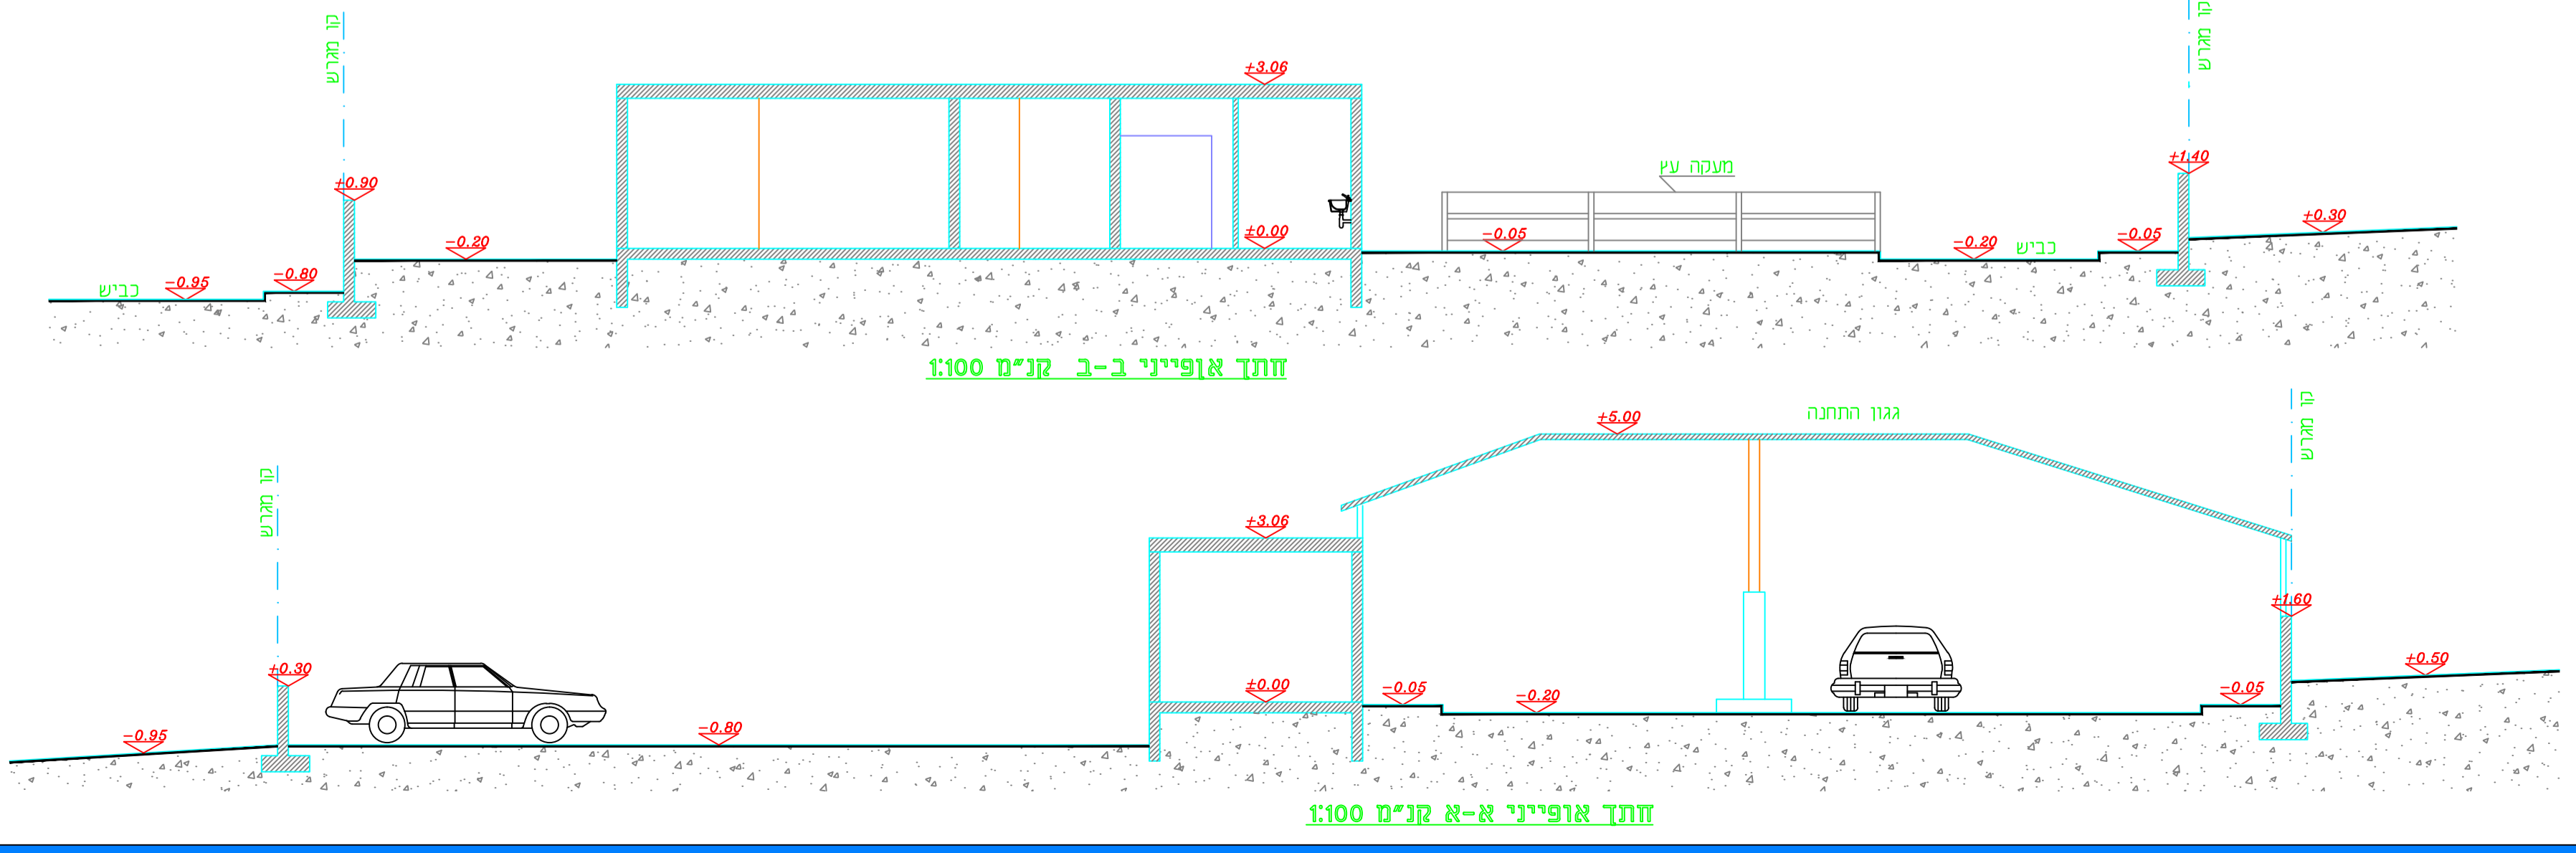 קו מגרש
קו מגרש
+3.06
+0.90
+1.40
מעקה עץ
-0.20
±0.00
-0.05
-0.20
כביש
-0.05
+0.30
כביש
-0.95
-0.80
חתך אןפייני ב-ב קנ"מ 1:100
קו מגרש
+5.00
גגון התחנה
קו מגרש
+3.06
+1.60
+0.30
±0.00
-0.05
-0.20
-0.05
+0.50
-0.95
-0.80
חתך אופייני א-א קנ"מ 1:100